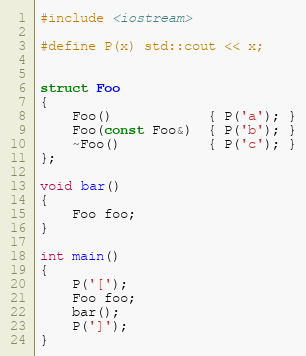 1 #include <iostream>
2
3 #define P(x) std::cout << x;
4
5
6 struct Foo
7 {
8     Foo()            { P('a'); }
9     Foo(const Foo&)  { P('b'); }
10     ~Foo()           { P('c'); }
11 };
12
13 void bar()
14 {
15     Foo foo;
16 }
17
18 int main()
19 {
20     P('[');
21     Foo foo;
22     bar();
23     P(']');
24 }